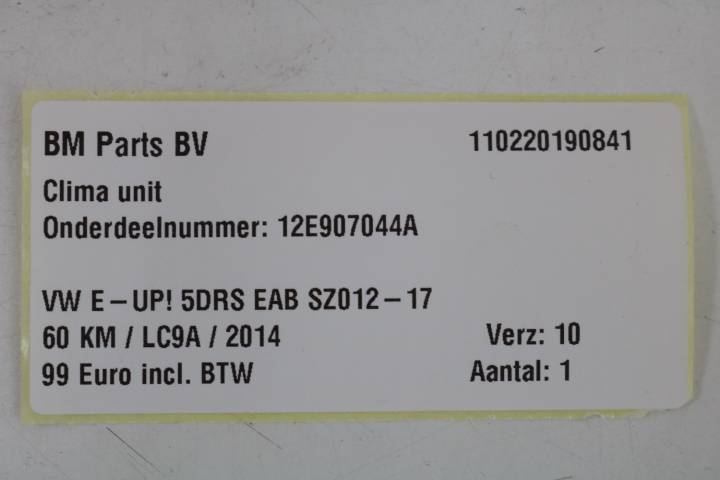 BM Parts BV 110220190841
Clima unit
Onderdeelnummer: 12E907044A
VW E-UP! 5DRS EAB SZ012-17
60 KM / LC9A / 2014 Verz: 10
99 Euro incl. BTW Aantal: 1